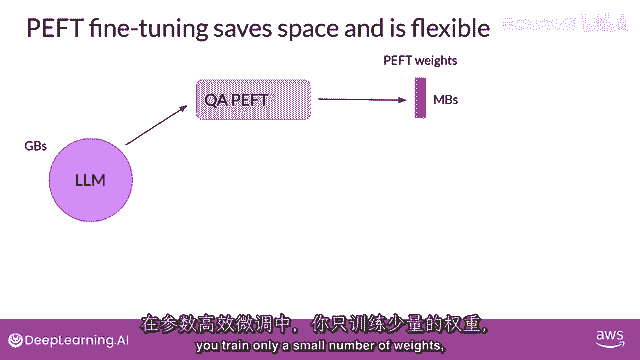 PEFT fine-tuning saves space and is flexible
PEFT weights
QA PEFT
MBs
GBs
LLM
在参数高效微调中，你只训练少量的权重，
you train only a small number of weights,
DeepLearning.AI
aws